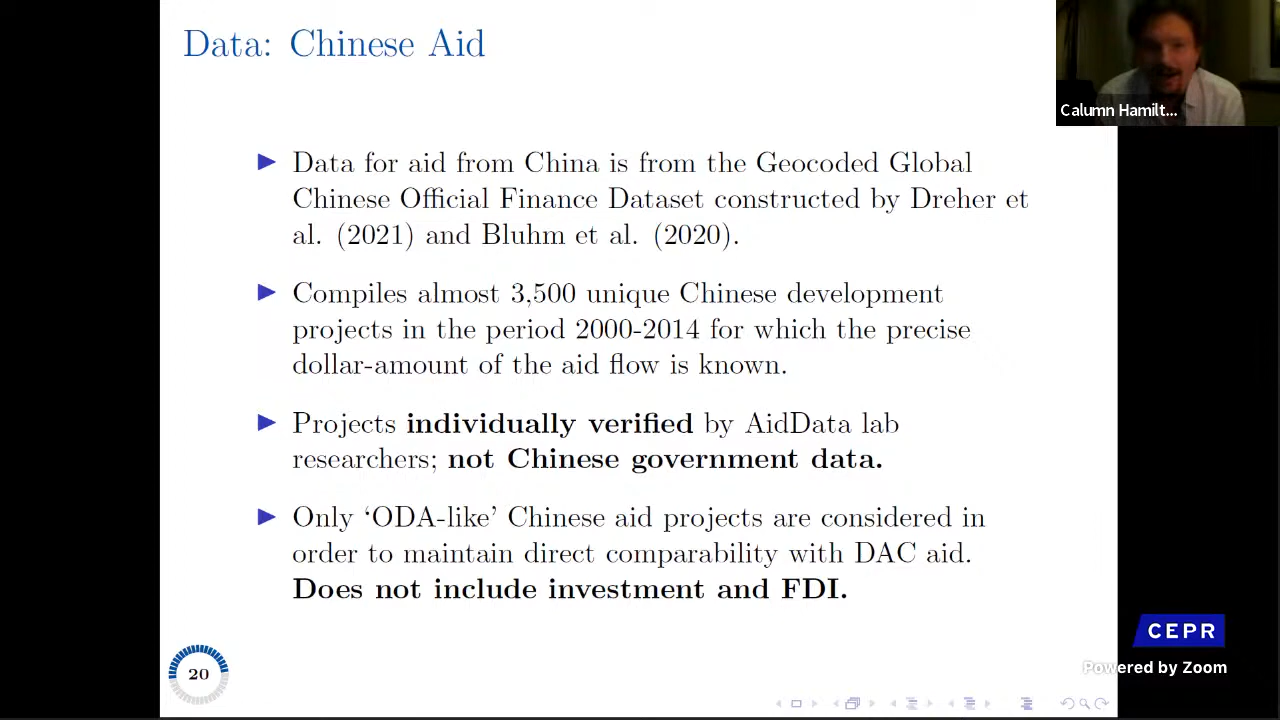 Data: Chinese Aid
Calumn Hamilt...
Data for aid from China is from the Geocoded Global
Chinese Official Finance Dataset constructed by Dreher et
al. (2021) and Bluhm et al. (2020).
Compiles almost 3,500 unique Chinese development
projects in the period 2000-2014 for which the precise
dollar-amount of the aid flow is known.
Projects individually verified by AidData lab
researchers; not Chinese government data.
Only ‘ODA-like’ Chinese aid projects are considered in
order to maintain direct comparability with DAC aid.
Does not include investment and FDI.
20
CEPR
Powered by Zoom